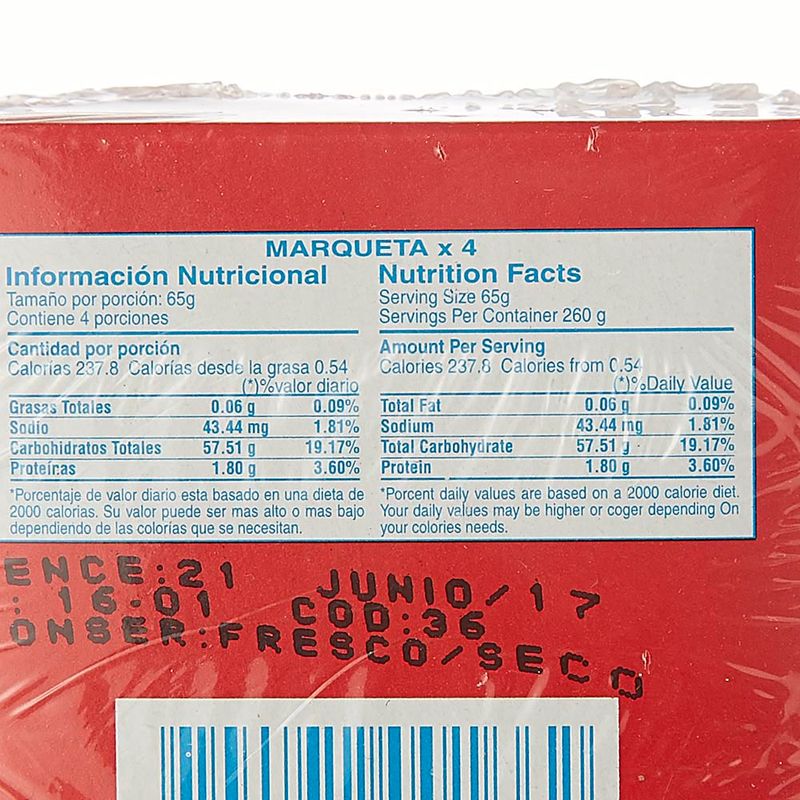 MARQUETA x 4
Información Nutricional
Tamaño por porción: 65g
Contiene 4 porciones
Cantidad por porción
Calorías 237.8 Calorías desde la grasa 0.54
(*)%valor diario
Grasas Totales 0.06 g 0.09%
Sodio 43.44 mg 1.81%
Carbohidratos Totales 57.51 g 19.17%
Proteínas 1.80 g 3.60%
*Porcentaje de valor diario esta basado en una dieta de
2000 calorias. Su valor puede ser mas alto o mas bajo
dependiendo de las colorías que se necesitan.
Nutrition Facts
Serving Size 65g
Servings Per Container 260 g
Amount Per Serving
Calories 237.8 Calories from 0.54
(*)%Daily Value
Total Fat 0.06 g 0.09%
Sodium 43.44 mg 1.81%
Total Carbohydrate 57.51 g 19.17%
Protein 1.80 g 3.60%
*Percent daily values are based on a 2000 calorie diet.
Your daily values may be higher or coger depending On
your colories needs.
ENCE:21 JUNIO/17
: 16:01 COD:36
ONSER:FRESCO/SECO